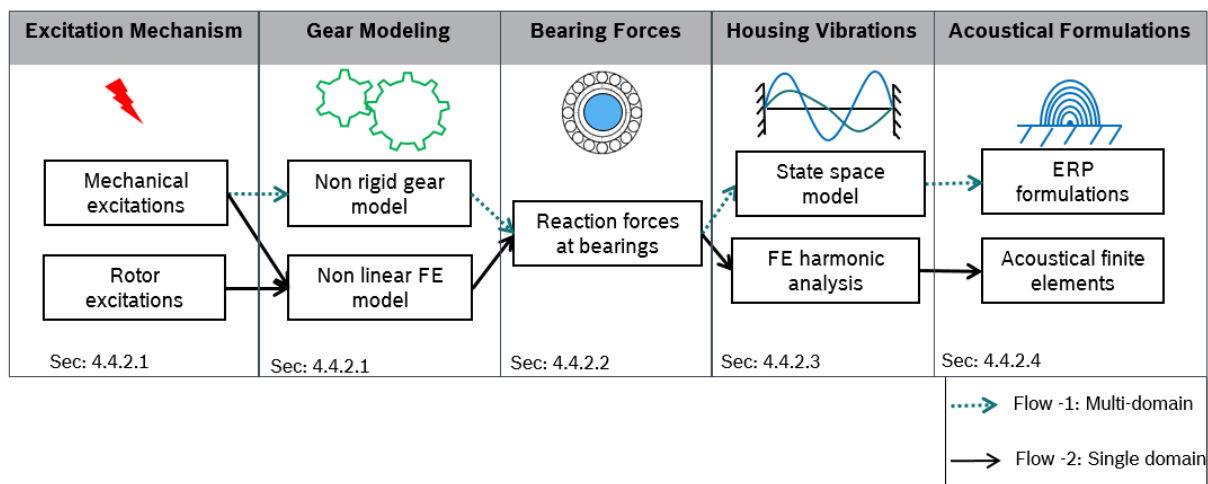 Excitation Mechanism
Gear Modeling
Bearing Forces
Housing Vibrations
Acoustical Formulations
Mechanical
excitations
Non rigid gear
model
Reaction forces
at bearings
State space
model
ERP
formulations
Rotor
excitations
Non linear FE
model
FE harmonic
analysis
Acoustical finite
elements
Sec: 4.4.2.1
Sec: 4.4.2.1
Sec: 4.4.2.2
Sec: 4.4.2.3
Sec: 4.4.2.4
Flow -1: Multi-domain
Flow -2: Single domain